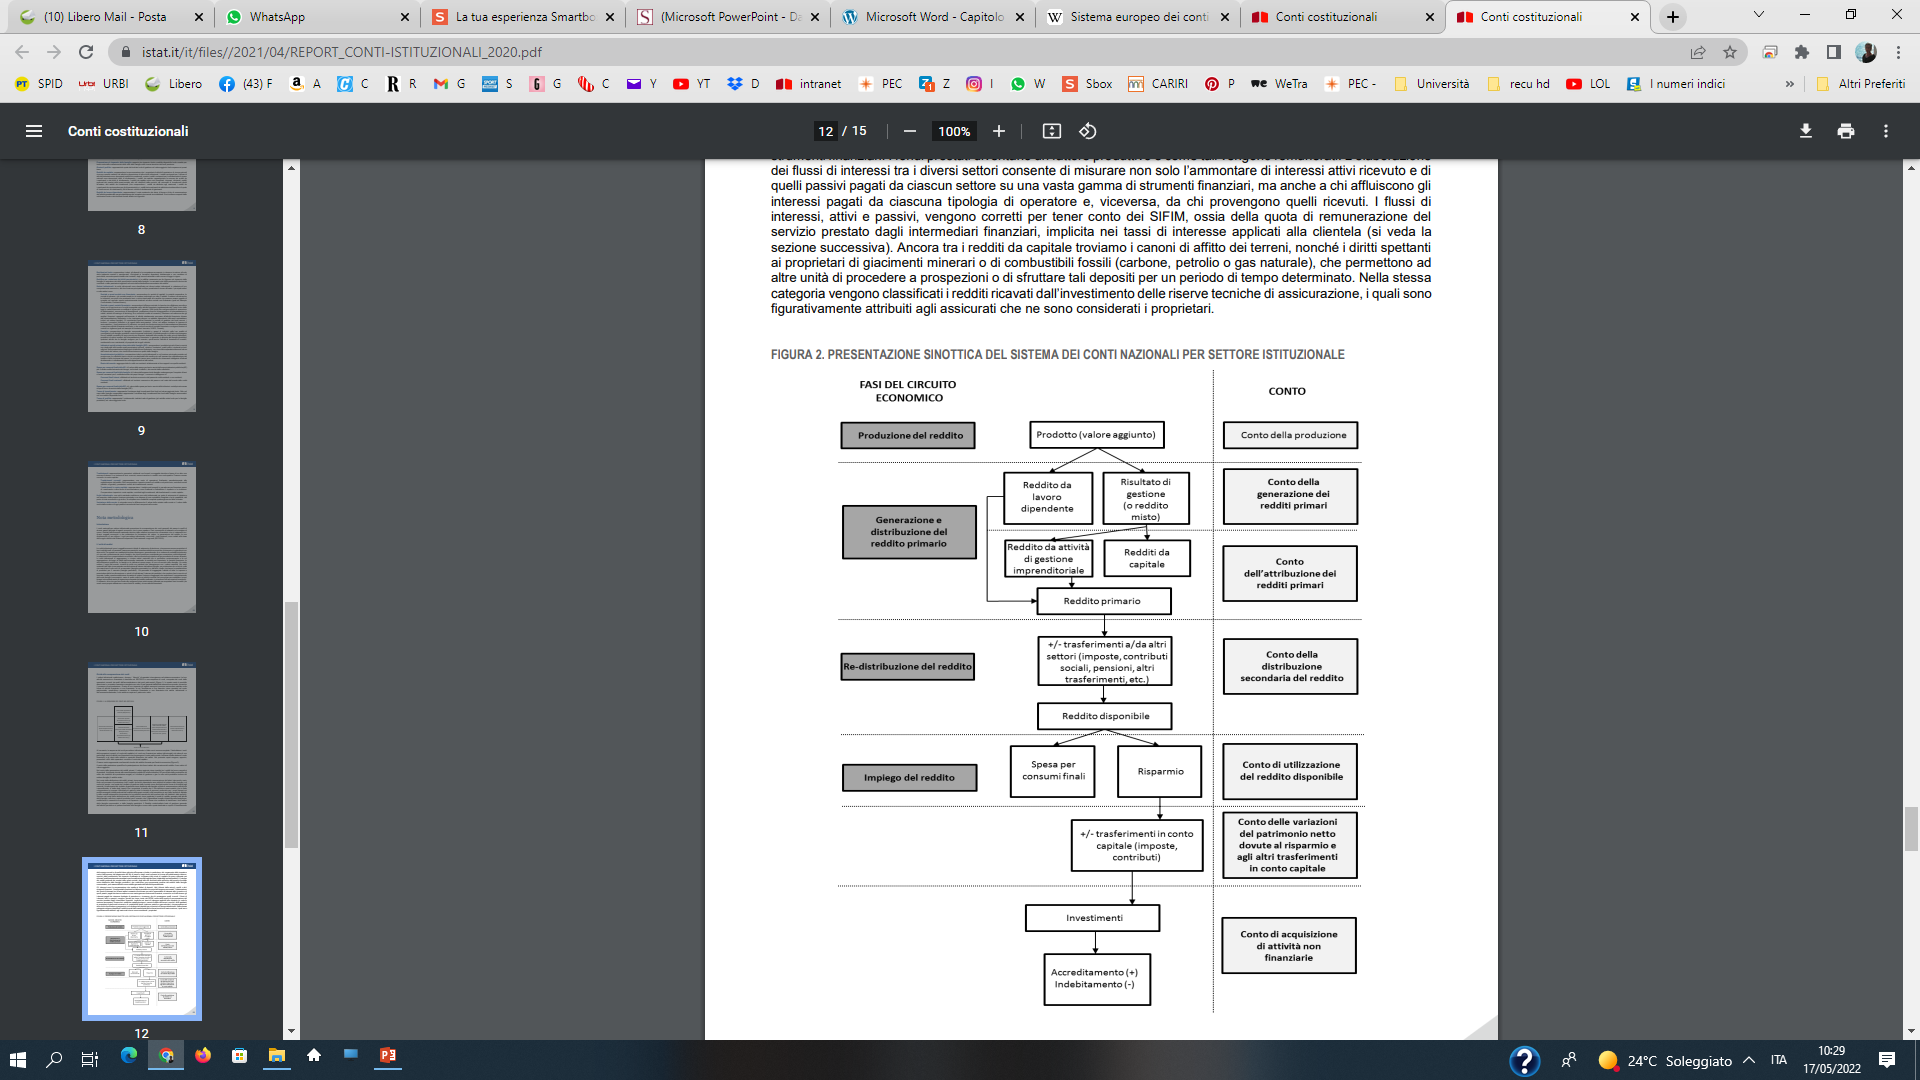 (10) Libero Mail - Posta
WhatsApp
La tua esperienza Smartbo
(Microsoft PowerPoint - Da
Microsoft Word - Capitolo
Sistema europeo dei conti
Conti costituzionali
Conti costituzionali
istat.it/it/files//2021/04/REPORT_CONTI-ISTITUZIONALI_2020.pdf
SPID URBI Libero (43) F A C R G S G C Y YT D intranet PEC Z I W Sbox CARIRI P WeTra PEC - Università recu hd LOL I numeri indici » Altri Preferiti
Conti costituzionali
12 / 15
100%
8
9
10
11
12
dei flussi di interessi tra i diversi settori consente di misurare non solo l'ammontare di interessi attivi ricevuto e di
quelli passivi pagati da ciascun settore su una vasta gamma di strumenti finanziari, ma anche a chi affluiscono gli
interessi pagati da ciascuna tipologia di operatore e, viceversa, da chi provengono quelli ricevuti. I flussi di
interessi, attivi e passivi, vengono corretti per tener conto dei SIFIM, ossia della quota di remunerazione del
servizio prestato dagli intermediari finanziari, implicita nei tassi di interesse applicati alla clientela (si veda la
sezione successiva). Ancora tra i redditi da capitale troviamo i canoni di affitto dei terreni, nonché i diritti spettanti
ai proprietari di giacimenti minerari o di combustibili fossili (carbone, petrolio o gas naturale), che permettono ad
altre unità di procedere a prospezioni o di sfruttare tali depositi per un periodo di tempo determinato. Nella stessa
categoria vengono classificati i redditi ricavati dall'investimento delle riserve tecniche di assicurazione, i quali sono
figurativamente attribuiti agli assicurati che ne sono considerati i proprietari.
FIGURA 2. PRESENTAZIONE SINOTTICA DEL SISTEMA DEI CONTI NAZIONALI PER SETTORE ISTITUZIONALE
FASI DEL CIRCUITO
ECONOMICO
CONTO
Produzione del reddito
Prodotto (valore aggiunto)
Conto della produzione
Generazione e
distribuzione del
reddito primario
Reddito da
lavoro
dipendente
Risultato di
gestione
(o reddito
misto)
Conto della
generazione dei
redditi primari
Reddito da attività
di gestione
imprenditoriale
Redditi da
capitale
Conto
dell'attribuzione dei
redditi primari
Reddito primario
Re-distribuzione del reddito
+/- trasferimenti a/da altri
settori (imposte, contributi
sociali, pensioni, altri
trasferimenti, etc.)
Conto della
distribuzione
secondaria del reddito
Reddito disponibile
Impiego del reddito
Spesa per
consumi finali
Risparmio
Conto di utilizzazione
del reddito disponibile
+/- trasferimenti in conto
capitale (imposte,
contributi)
Conto delle variazioni
del patrimonio netto
dovute al risparmio e
agli altri trasferimenti
in conto capitale
Investimenti
Accreditamento (+)
Indebitamento (-)
Conto di acquisizione
di attività non
finanziarie
24°C Soleggiato
ITA
10:29
17/05/2022